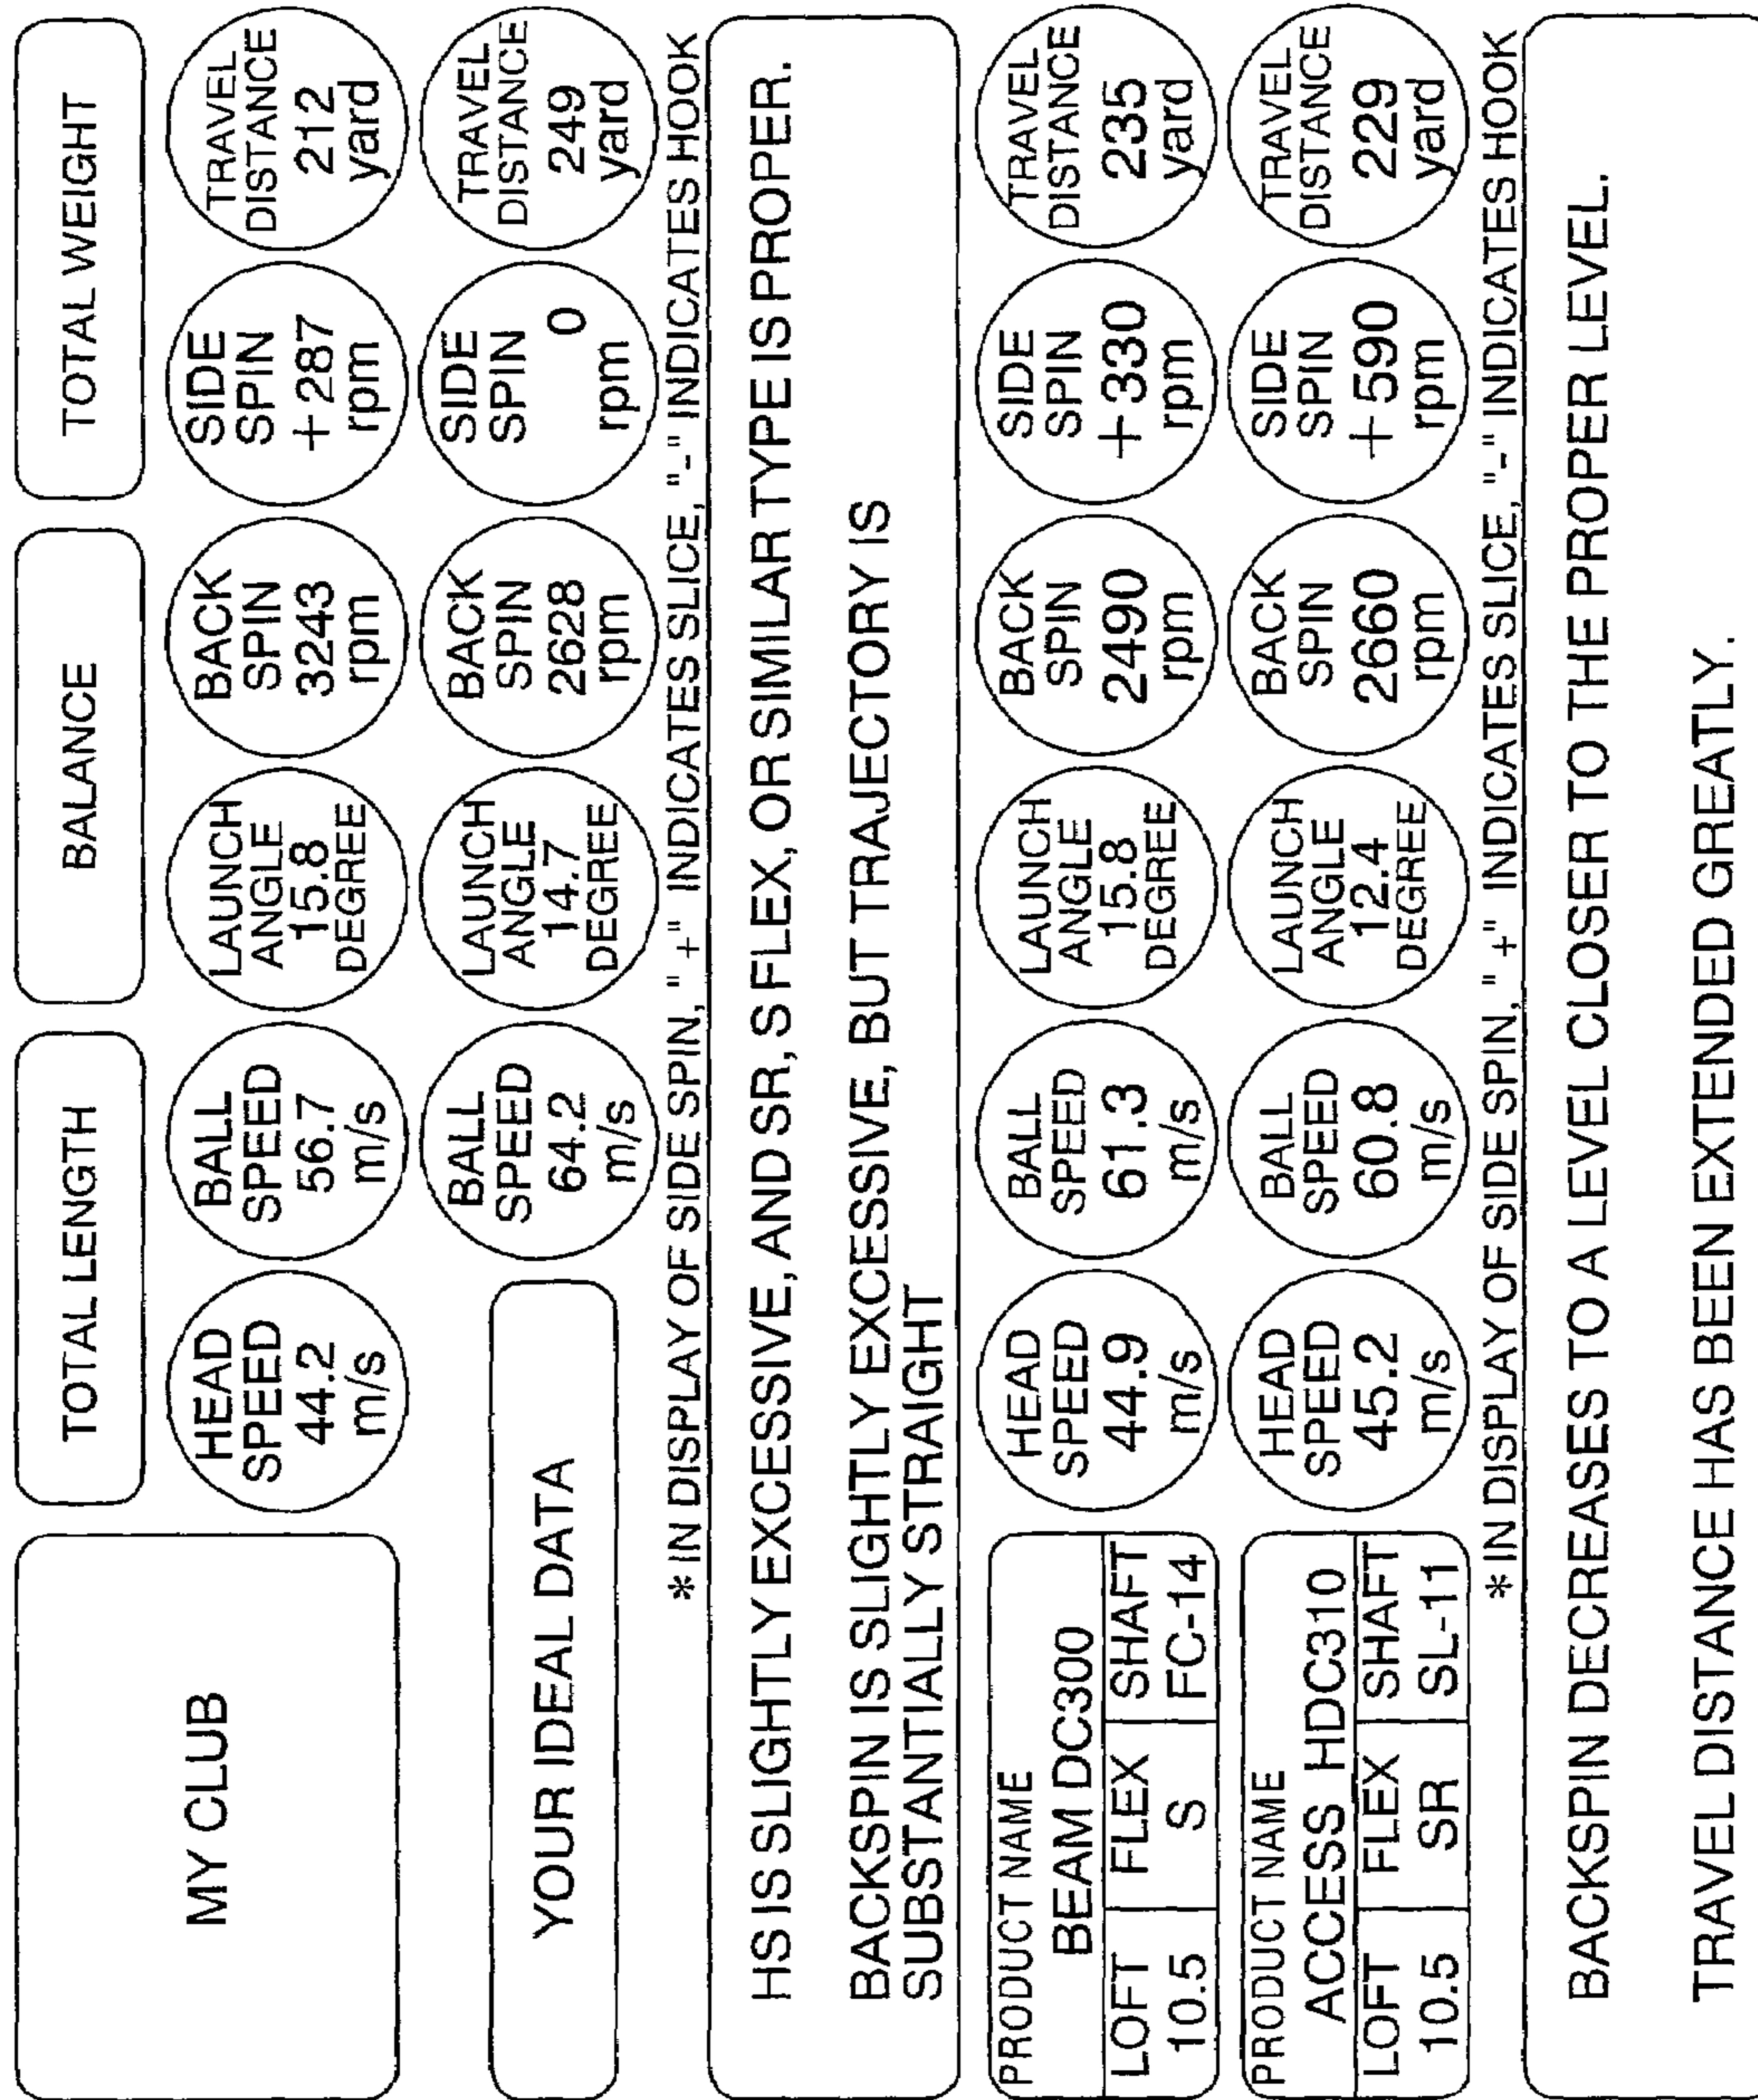 MY CLUB
TOTAL LENGTH
BALANCE
TOTAL WEIGHT
HEAD
SPEED
44.2
m/s
BALL
SPEED
56.7
m/s
LAUNCH
ANGLE
15.8
DEGREE
BACK
SPIN
3243
rpm
SIDE
SPIN
+287
rpm
TRAVEL
DISTANCE
212
yard
YOUR IDEAL DATA
BALL
SPEED
64.2
m/s
LAUNCH
ANGLE
14.7
DEGREE
BACK
SPIN
2628
rpm
SIDE
SPIN
0
rpm
TRAVEL
DISTANCE
249
yard
* IN DISPLAY OF SIDE SPIN, "+" INDICATES SLICE, "-" INDICATES HOOK
HS IS SLIGHTLY EXCESSIVE, AND SR, S FLEX, OR SIMILAR TYPE IS PROPER.
BACKSPIN IS SLIGHTLY EXCESSIVE, BUT TRAJECTORY IS
SUBSTANTIALLY STRAIGHT
PRODUCT NAME
BEAM DC300
LOFT FLEX SHAFT
10.5 S FC-14
HEAD
SPEED
44.9
m/s
BALL
SPEED
61.3
m/s
LAUNCH
ANGLE
15.8
DEGREE
BACK
SPIN
2490
rpm
SIDE
SPIN
+330
rpm
TRAVEL
DISTANCE
235
yard
PRODUCT NAME
ACCESS HDC310
LOFT FLEX SHAFT
10.5 SR SL-11
HEAD
SPEED
45.2
m/s
BALL
SPEED
60.8
m/s
LAUNCH
ANGLE
12.4
DEGREE
BACK
SPIN
2660
rpm
SIDE
SPIN
+590
rpm
TRAVEL
DISTANCE
229
yard
* IN DISPLAY OF SIDE SPIN, "+" INDICATES SLICE, "-" INDICATES HOOK
BACKSPIN DECREASES TO A LEVEL CLOSER TO THE PROPER LEVEL.
TRAVEL DISTANCE HAS BEEN EXTENDED GREATLY.